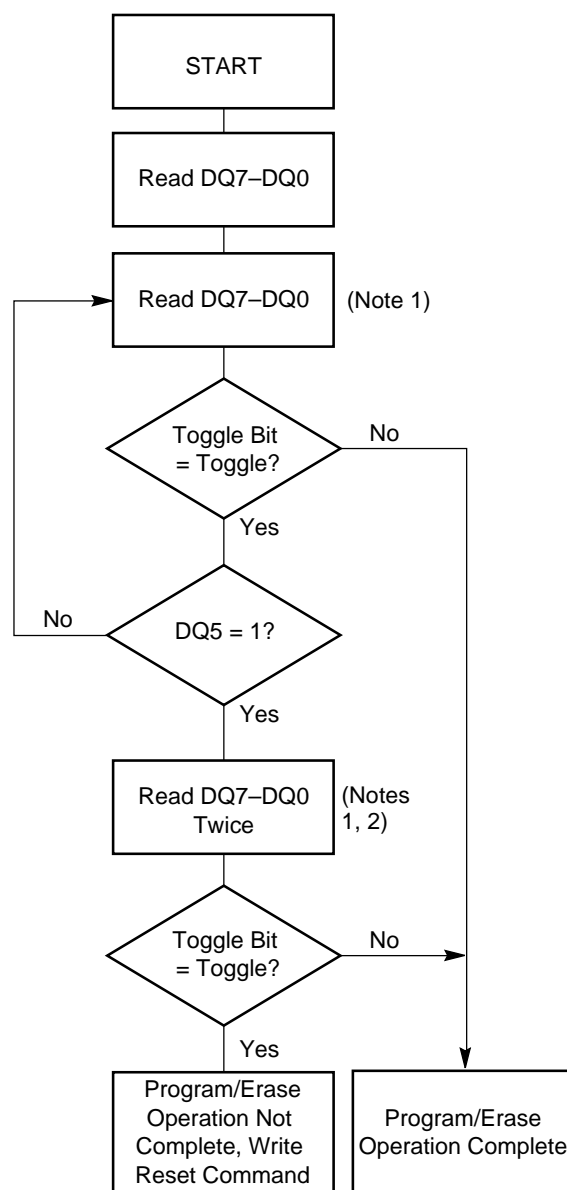 START
Read DQ7–DQ0
Read DQ7–DQ0
(Note 1)
Toggle Bit
= Toggle?
No
Yes
No
DQ5 = 1?
Yes
Read DQ7–DQ0
Twice
(Notes
1, 2)
Toggle Bit
= Toggle?
No
Yes
Program/Erase
Operation Not
Complete, Write
Reset Command
Program/Erase
Operation Complete